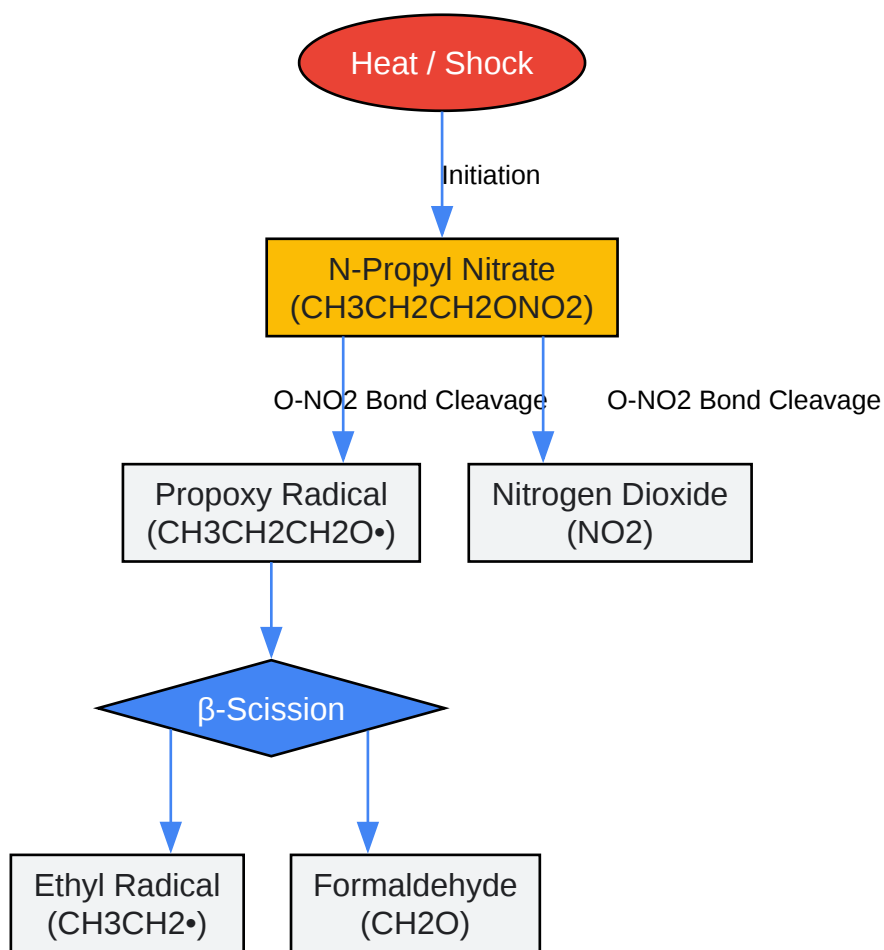 Heat / Shock
Initiation
N-Propyl Nitrate
(CH3CH2CH2ONO2)
O-NO2 Bond Cleavage
O-NO2 Bond Cleavage
Propoxy Radical
(CH3CH2CH2O•)
Nitrogen Dioxide
(NO2)
β-Scission
Ethyl Radical
(CH3CH2•)
Formaldehyde
(CH2O)